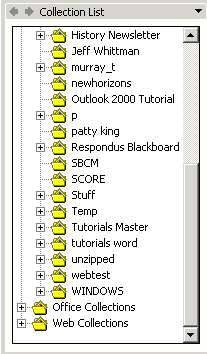 Collection List
History Newsletter
Jeff Whittman
murray_t
newhorizons
Outlook 2000 Tutorial
p
patty king
Respondus Blackboard
SBCM
SCORE
Stuff
Temp
Tutorials Master
tutorials word
unzipped
webtest
WINDOWS
Office Collections
Web Collections